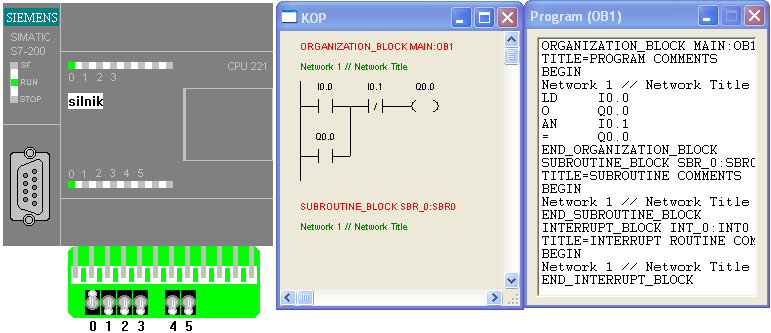 SIEMENS
SIMATIC
S7-200
SF
RUN
STOP
0 1 2 3
CPU 221
silnik
0 1 2 3 4 5
0 1 2 3 4 5
KOP
ORGANIZATION_BLOCK MAIN:OB1
Network 1 // Network Title
I0.0 I0.1 Q0.0
Q0.0
SUBROUTINE_BLOCK SBR_0:SBR0
Network 1 // Network Title
Program (OB1)
ORGANIZATION_BLOCK MAIN:OB1
TITLE=PROGRAM COMMENTS
BEGIN
Network 1 // Network Title
LD I0.0
O Q0.0
AN I0.1
= Q0.0
END_ORGANIZATION_BLOCK
SUBROUTINE_BLOCK SBR_0:SBR0
TITLE=SUBROUTINE COMMENTS
BEGIN
Network 1 // Network Title
END_SUBROUTINE_BLOCK
INTERRUPT_BLOCK INT_0:INT0
TITLE=INTERRUPT ROUTINE COM
BEGIN
Network 1 // Network Title
END_INTERRUPT_BLOCK